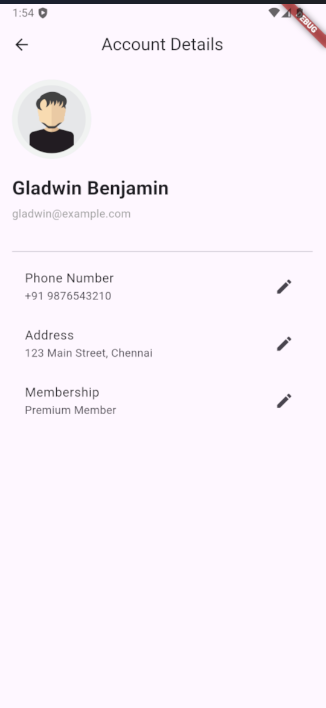 1:54
DEBUG
Account Details
Gladwin Benjamin
gladwin@example.com
Phone Number
+91 9876543210
Address
123 Main Street, Chennai
Membership
Premium Member